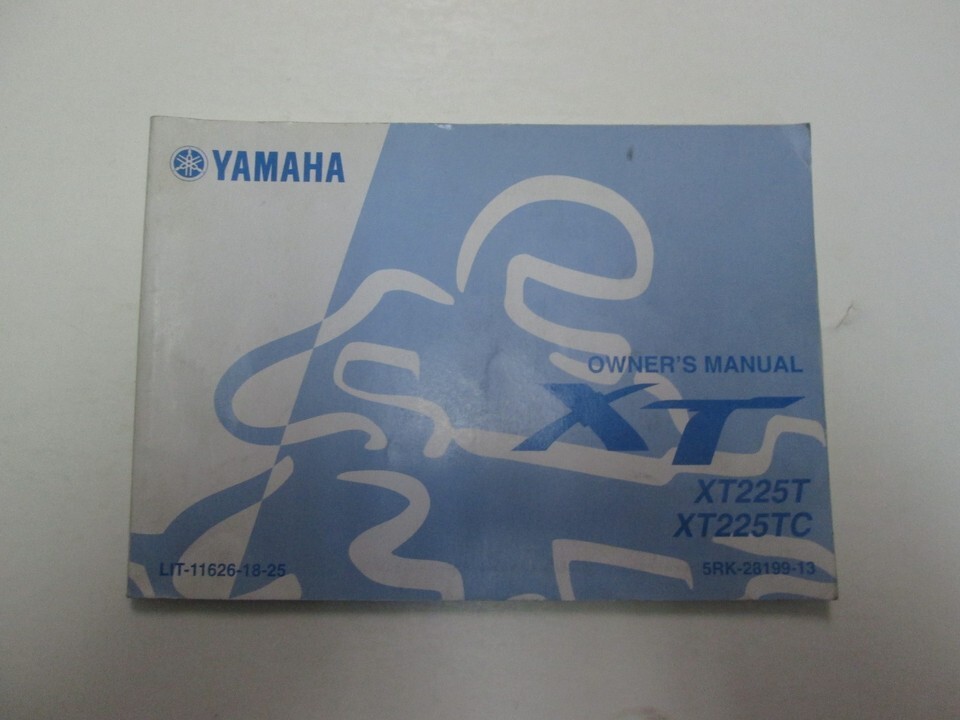 YAMAHA
OWNER'S MANUAL
XT
XT225T
XT225TC
LIT-11626-18-25
5RK-28199-13